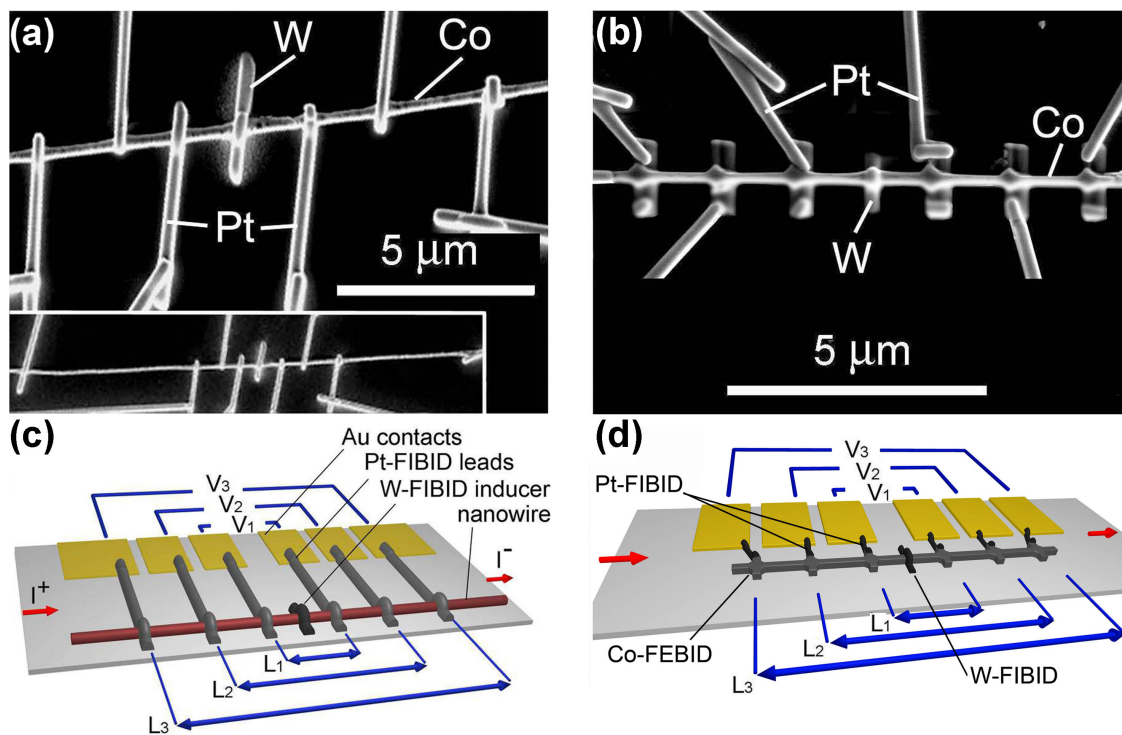 (a)
W
Co
Pt
5 μm
(b)
Pt
Co
W
5 μm
(c)
Au contacts
Pt-FIBID leads
W-FIBID inducer
nanowire
V3
V2
V1
I+
I-
L1
L2
L3
(d)
V3
V2
V1
Pt-FIBID
L1
L2
L3
Co-FEBID
W-FIBID